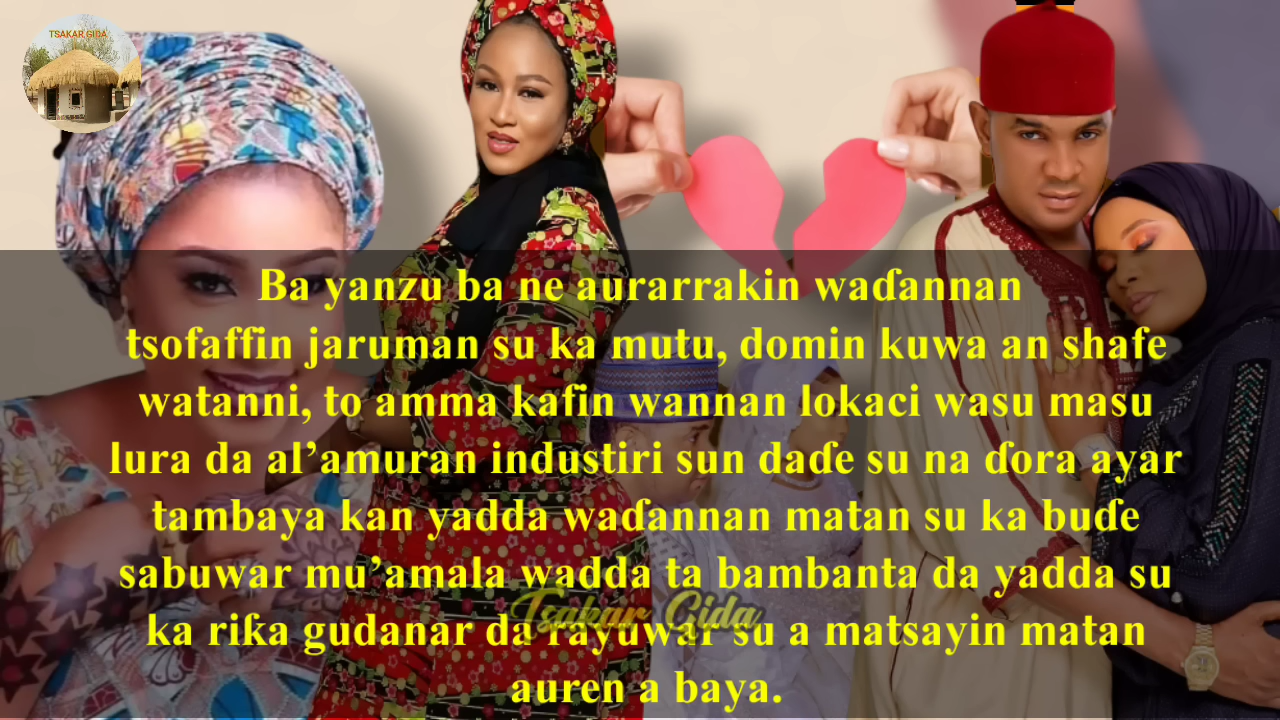 TSAKAR GIDA
Ba yanzu ba ne aurarrakin waɗannan
tsofaffin jaruman su ka mutu, domin kuwa an shafe
watanni, to amma kafin wannan lokaci wasu masu
lura da al’amuran industiri sun daɗe su na ɗora ayar
tambaya kan yadda waɗannan matan su ka buɗe
sabuwar mu’amala wadda ta bambanta da yadda su
ka riƙa gudanar da rayuwar su a matsayin matan
auren a baya.
Tsakar Gida